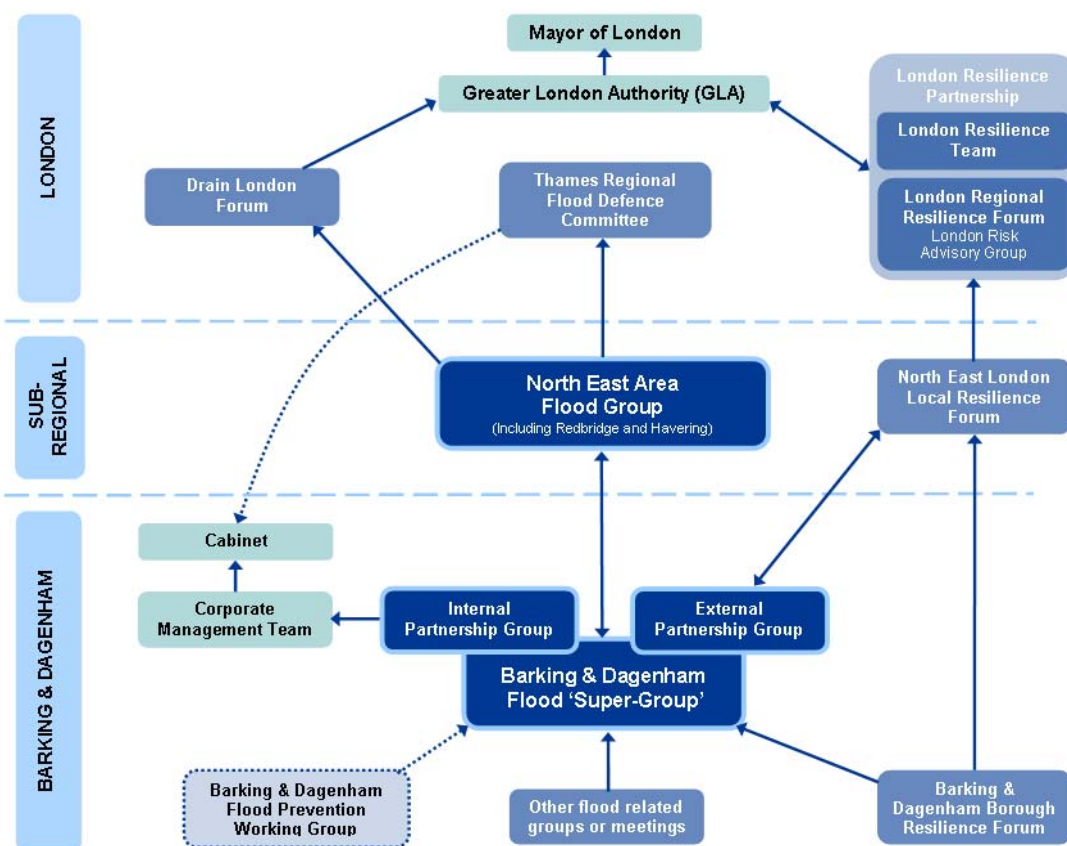 LONDON
Mayor of London
Greater London Authority (GLA)
London Resilience
Partnership
London Resilience
Team
London Regional
Resilience Forum
London Risk
Advisory Group
Drain London
Forum
Thames Regional
Flood Defence
Committee
SUB-
REGIONAL
North East Area
Flood Group
(Including Redbridge and Havering)
North East London
Local Resilience
Forum
BARKING & DAGENHAM
Cabinet
Corporate
Management Team
Internal
Partnership Group
External
Partnership Group
Barking & Dagenham
Flood ‘Super-Group’
Barking & Dagenham
Flood Prevention
Working Group
Other flood related
groups or meetings
Barking &
Dagenham Borough
Resilience Forum